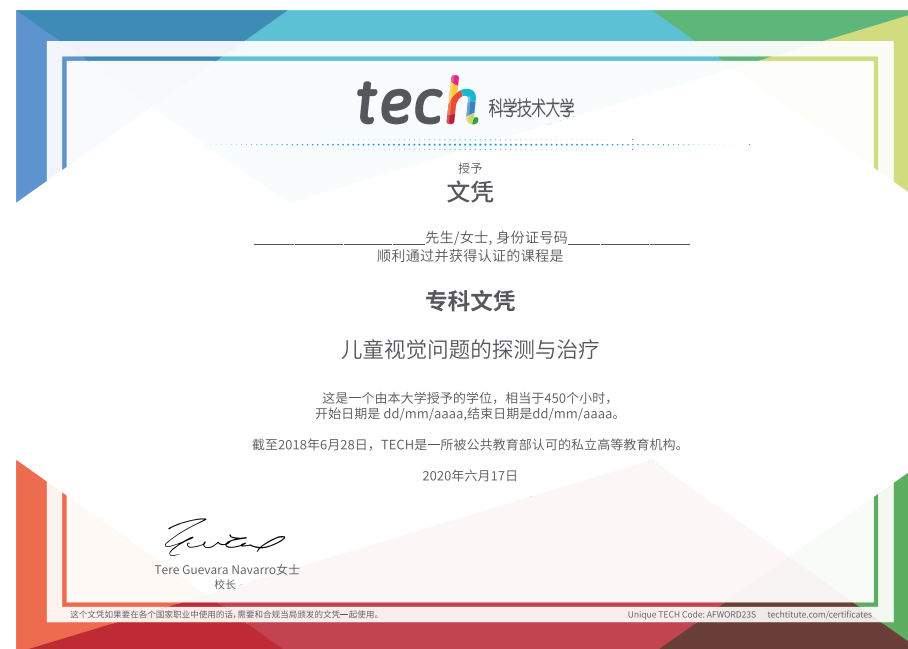 tech 科学技术大学
授予
文凭
____________________先生/女士, 身份证号码______________
顺利通过并获得认证的课程是
专科文凭
儿童视觉问题的探测与治疗
这是一个由本大学授予的学位，相当于450个小时，
开始日期是 dd/mm/aaaa,结束日期是dd/mm/aaaa。
截至2018年6月28日，TECH是一所被公共教育部认可的私立高等教育机构。
2020年六月17日
Tere Guevara Navarro女士
校长
这个文凭如果要在各个国家职业中使用的话,需要和合规当局颁发的文凭一起使用。
Unique TECH Code: AFWORD23S techtitute.com/certificates